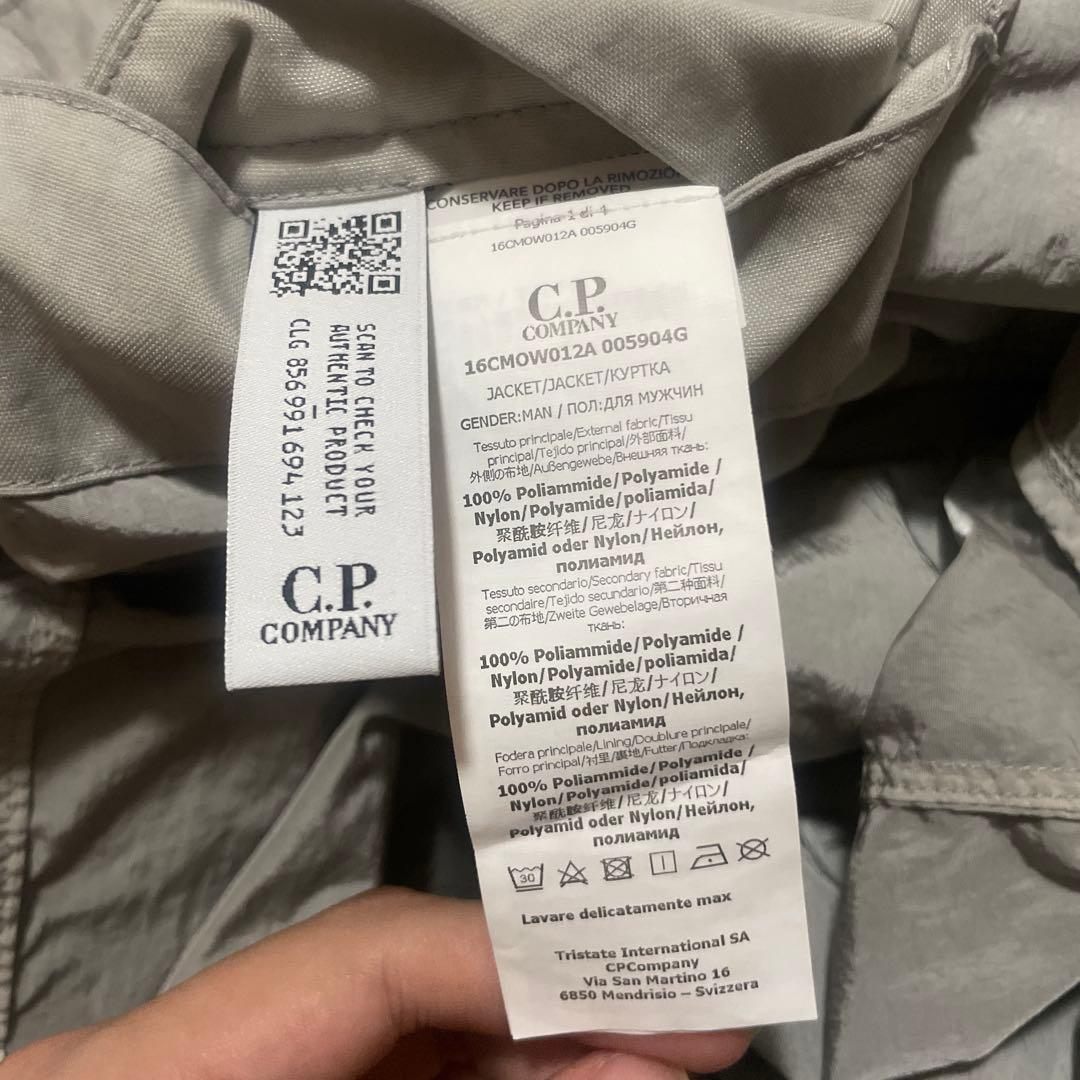 SCAN TO CHECK YOUR
AUTHENTIC PRODUCT
CLG 856991694123
C.P.
COMPANY
CONSERVARE DOPO LA RIMOZIO
KEEP IF REMOVED
Pagina 1 di 4
16CMOW012A 005904G
C.P.
COMPANY
16CMOW012A 005904G
JACKET/JACKET/КУРТКА
GENDER:MAN / ПОЛ:ДЛЯ МУЖЧИН
Tessuto principale/External fabric/Tissu
principal/Tejido principal/外部面料/
外側の布地/Außengewebe/Внешняя ткань:
100% Poliammide/Polyamide /
Nylon/Polyamide/poliamida/
聚酰胺纤维/尼龙/ナイロン/
Polyamid oder Nylon/Нейлон,
полиамид
Tessuto secondario/Secondary fabric/Tissu
secondaire/Tejido secundario/第二种面料/
第二の布地/Zweite Gewebelage/Вторичная
ткань:
100% Poliammide/Polyamide /
Nylon/Polyamide/poliamida/
聚酰胺纤维/尼龙/ナイロン/
Polyamid oder Nylon/Нейлон,
полиамид
Fodera principale/Lining/Doublure principale/
Forro principal/衬里/裏地/Futter/Подкладка:
100% Poliammide/Polyamide /
Nylon/Polyamide/poliamida/
聚酰胺纤维/尼龙/ナイロン/
Polyamid oder Nylon/Нейлон,
полиамид
30
Lavare delicatamente max
Tristate International SA
CPCompany
Via San Martino 16
6850 Mendrisio – Svizzera